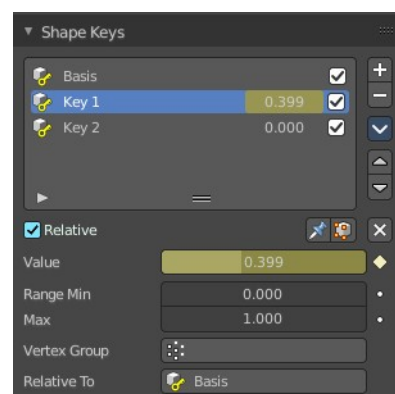 Shape Keys
Basis
Key 1 0.399
Key 2 0.000
Relative
Value 0.399
Range Min 0.000
Max 1.000
Vertex Group
Relative To Basis